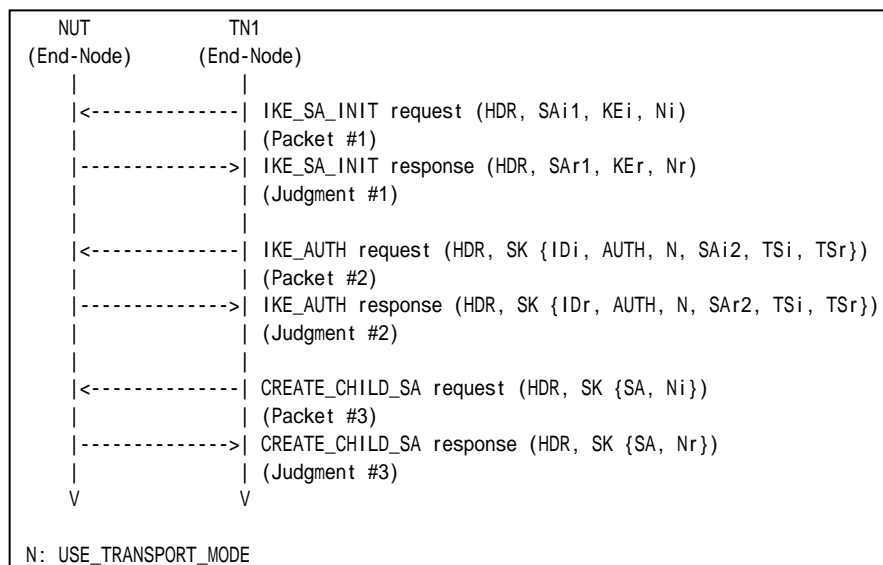 NUT TN1
(End-Node) (End-Node)
| |
|<--------------| IKE_SA_INIT request (HDR, SAi1, KEi, Ni)
| | (Packet #1)
|-------------->| IKE_SA_INIT response (HDR, SAr1, KEr, Nr)
| | (Judgment #1)
| |
|<--------------| IKE_AUTH request (HDR, SK {IDi, AUTH, N, SAi2, TSi, TSr})
| | (Packet #2)
|-------------->| IKE_AUTH response (HDR, SK {IDr, AUTH, N, SAr2, TSi, TSr})
| | (Judgment #2)
| |
|<--------------| CREATE_CHILD_SA request (HDR, SK {SA, Ni})
| | (Packet #3)
|-------------->| CREATE_CHILD_SA response (HDR, SK {SA, Nr})
| | (Judgment #3)
V V
N: USE_TRANSPORT_MODE